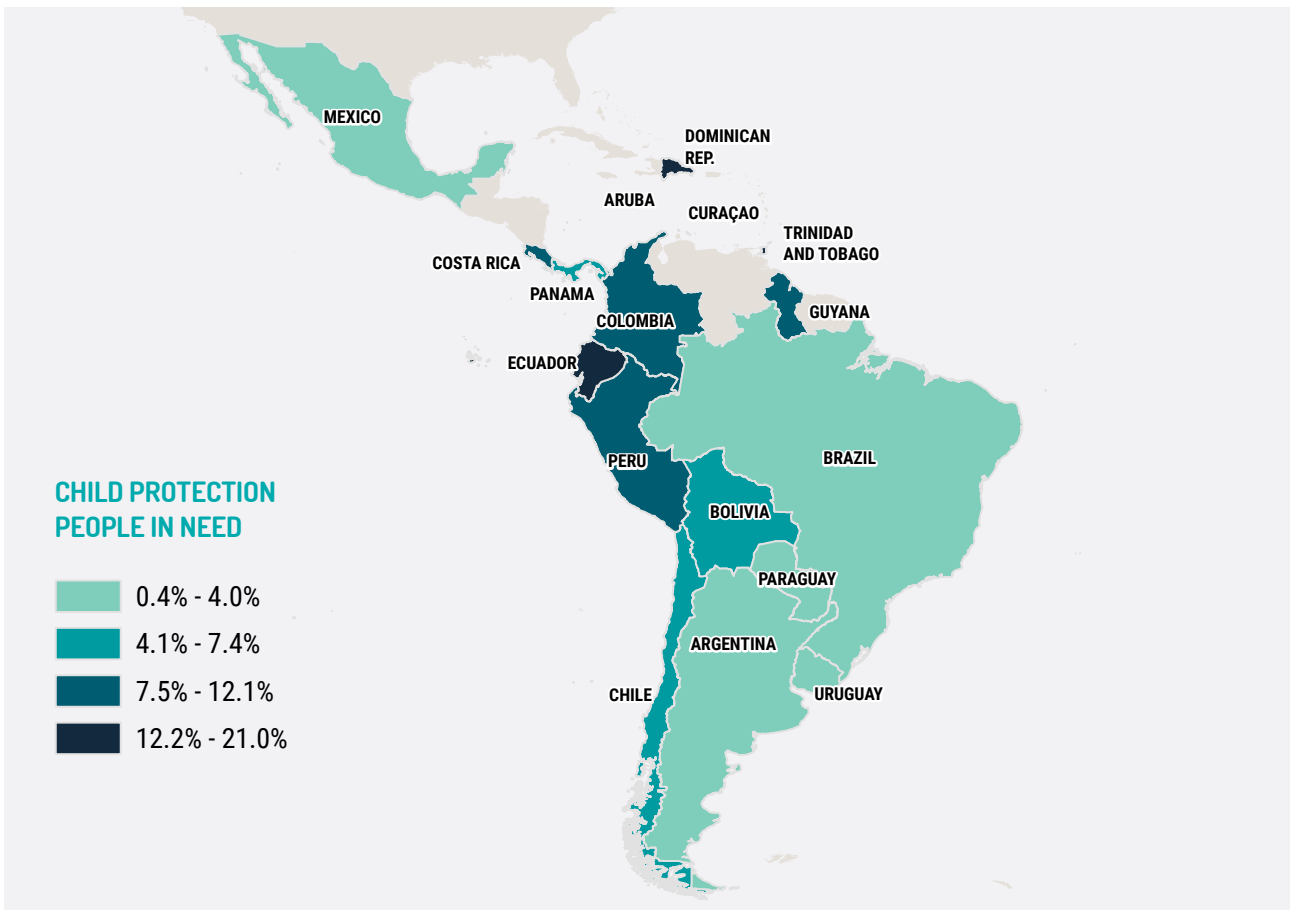 MEXICO
DOMINICAN
REP.
ARUBA
CURAÇAO
TRINIDAD
AND TOBAGO
COSTA RICA
PANAMA
GUYANA
COLOMBIA
ECUADOR
PERU
BRAZIL
BOLIVIA
PARAGUAY
ARGENTINA
CHILE
URUGUAY
CHILD PROTECTION
PEOPLE IN NEED
0.4% - 4.0%
4.1% - 7.4%
7.5% - 12.1%
12.2% - 21.0%